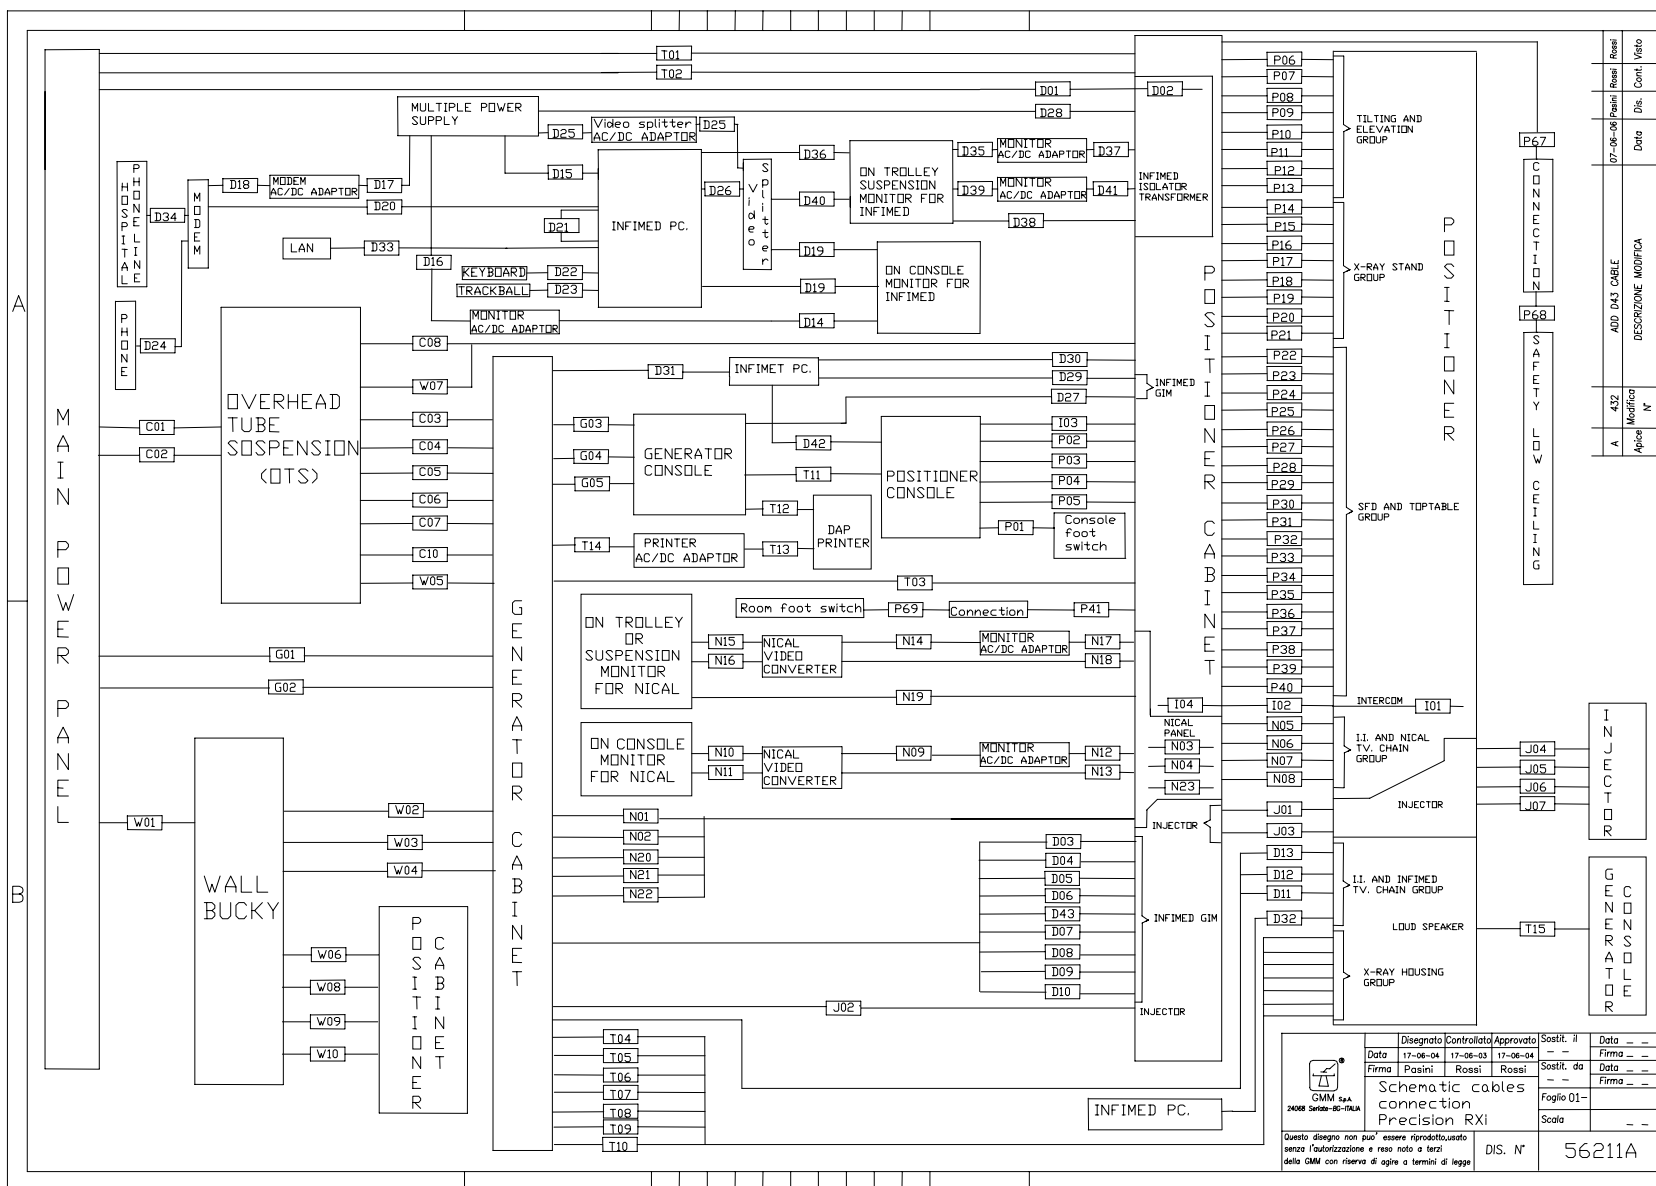 T01
T02
D01
D02
D28
MULTIPLE POWER
SUPPLY
D25
Video splitter
AC/DC ADAPTOR
D25
D15
D36
D35
MONITOR
AC/DC ADAPTOR
D37
ON TROLLEY
SUSPENSION
MONITOR FOR
INFIMED
D39
MONITOR
AC/DC ADAPTOR
D41
D38
INFIMED
ISOLATOR
TRANSFORMER
HOSPITAL
PHONE LINE
D34
MODEM
D18
MODEM
AC/DC ADAPTOR
D17
D20
D21
INFIMED PC.
D26
Video
Splitter
D40
D19
D19
D14
ON CONSOLE
MONITOR FOR
INFIMED
LAN
D33
D16
KEYBOARD
D22
TRACKBALL
D23
MONITOR
AC/DC ADAPTOR
PHONE
D24
MAIN POWER PANEL
C01
C02
OVERHEAD
TUBE
SOSPENSION
(OTS)
C08
W07
C03
C04
C05
C06
C07
C10
W05
G01
G02
GENERATOR CABINET
D31
INFIMET PC.
D30
D29
D27
INFIMED
GIM
G03
G04
G05
GENERATOR
CONSOLE
D42
T11
POSITIONER
CONSOLE
I03
P02
P03
P04
P05
P01
Console
foot
switch
T12
DAP
PRINTER
T14
PRINTER
AC/DC ADAPTOR
T13
T03
Room foot switch
P69
Connection
P41
ON TROLLEY
OR
SUSPENSION
MONITOR
FOR NICAL
N15
N16
NICAL
VIDEO
CONVERTER
N14
MONITOR
AC/DC ADAPTOR
N17
N18
N19
ON CONSOLE
MONITOR
FOR NICAL
N10
N11
NICAL
VIDEO
CONVERTER
N09
MONITOR
AC/DC ADAPTOR
N12
N13
N01
N02
N20
N21
N22
W01
WALL
BUCKY
W02
W03
W04
W06
W08
W09
W10
POSITIONER
CABINET
D03
D04
D05
D06
D43
D07
D08
D09
D10
INFIMED GIM
J02
INJECTOR
T04
T05
T06
T07
T08
T09
T10
INFIMED PC.
POSITIONER CABINET
I04
NICAL
PANEL
N03
N04
N23
INJECTOR
P06
P07
P08
P09
P10
P11
P12
P13
P14
P15
P16
P17
P18
P19
P20
P21
P22
P23
P24
P25
P26
P27
P28
P29
P30
P31
P32
P33
P34
P35
P36
P37
P38
P39
P40
I02
N05
N06
N07
N08
J01
J03
D13
D12
D11
D32
POSITIONER
TILTING AND
ELEVATION
GROUP
X-RAY STAND
GROUP
SFD AND TOPTABLE
GROUP
INTERCOM
I01
I.I. AND NICAL
TV. CHAIN
GROUP
INJECTOR
I.I. AND INFIMED
TV. CHAIN GROUP
LOUD SPEAKER
X-RAY HOUSING
GROUP
P67
CONNECTION
P68
SAFETY LOW CEILING
J04
J05
J06
J07
INJECTOR
T15
GENERATOR
CONSOLE
A
B
Rossi
Visto
Rossi
Cont.
Pasini
Dis.
07-06-06
Data
ADD D43 CABLE
DESCRIZIONE MODIFICA
432
Modifica
N°
A
Apice
GMM S.p.A.
24068 Seriate-BG-ITALIA
Disegnato Controllato Approvato
Data 17-06-04 17-06-03 17-06-04
Firma Pasini Rossi Rossi
Schematic cables
connection
Precision RXi
Sostit. il
_ _
Data _ _
Firma _ _
Sostit. da
_ _
Data _ _
Firma _ _
Foglio 01-
Scala
_ _
Questo disegno non puo' essere riprodotto,usato
senza l'autorizzazione e reso noto a terzi
della GMM con riserva di agire a termini di legge
DIS. N°
56211A